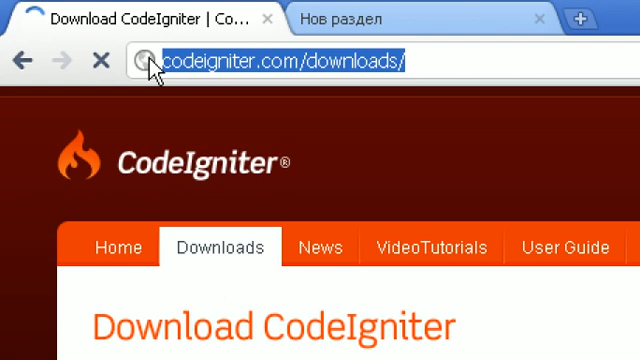 Download CodeIgniter | Co...
Нов раздел
codeigniter.com/downloads/
CodeIgniter®
Home
Downloads
News
VideoTutorials
User Guide
Download CodeIgniter